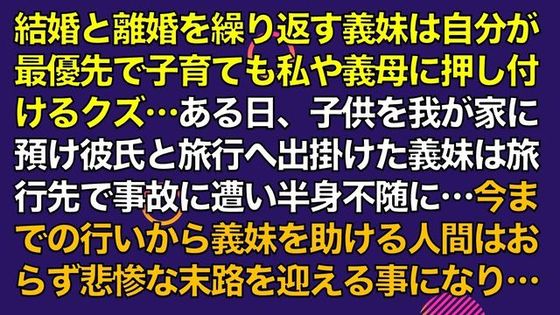 結婚と離婚を繰り返す義妹は自分が
最優先で子育ても私や義母に押し付
けるクズ…ある日、子供を我が家に
預け彼氏と旅行へ出掛けた義妹は旅
行先で事故に遭い半身不随に…今ま
での行いから義妹を助ける人間はお
らず悲惨な末路を迎える事になり…